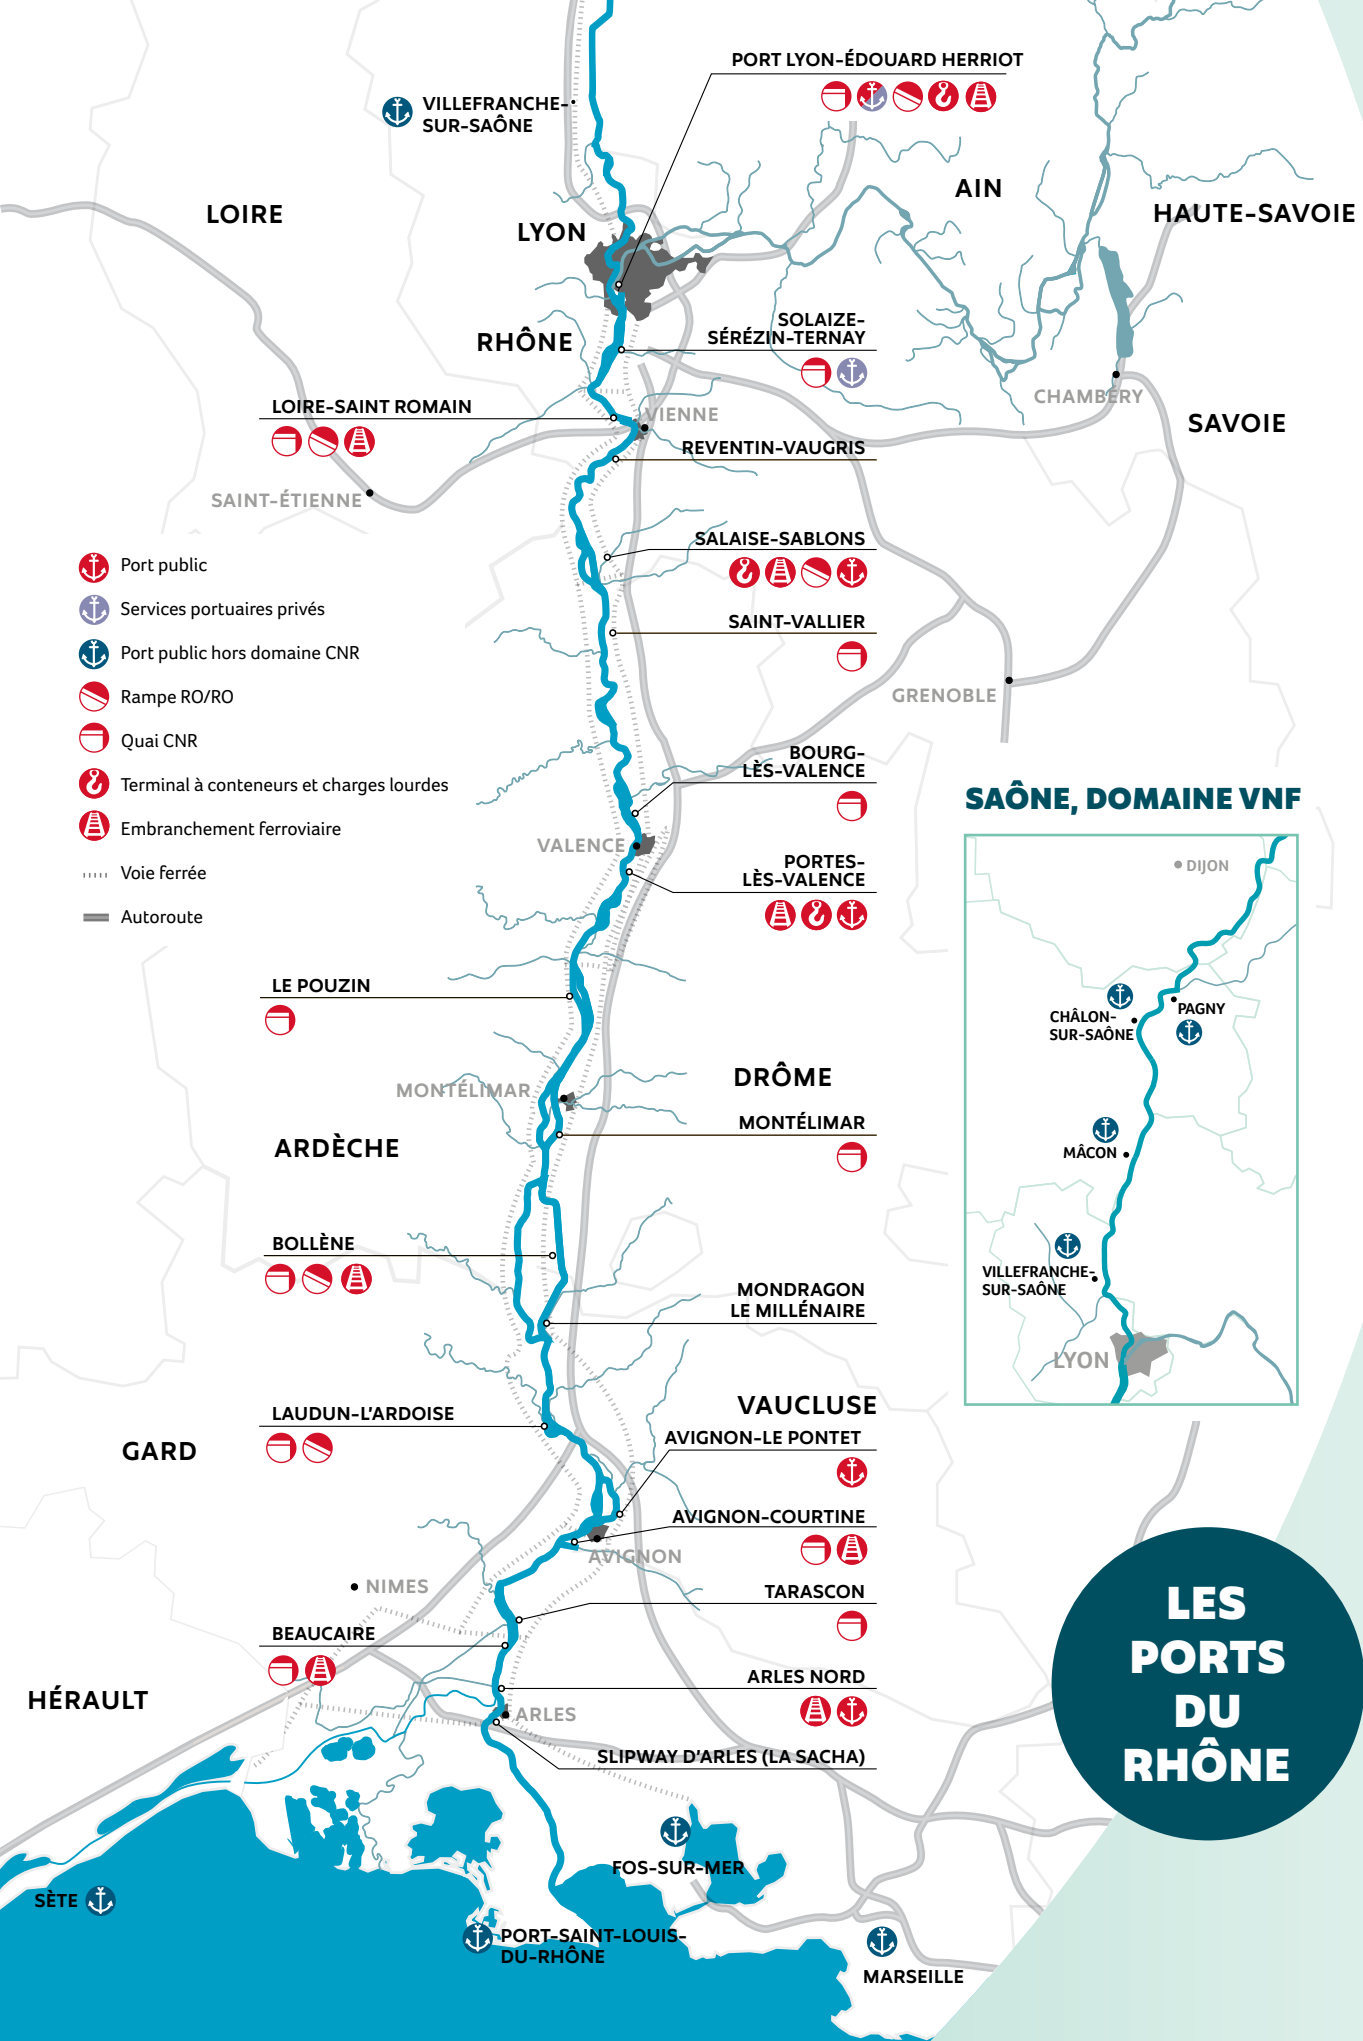 PORT LYON-ÉDOUARD HERRIOT
VILLEFRANCHE-
SUR-SAÔNE
AIN
LOIRE
HAUTE-SAVOIE
LYON
SOLAIZE-
SÉRÉZIN-TERNAY
RHÔNE
CHAMBÉRY
LOIRE-SAINT ROMAIN
VIENNE
SAVOIE
REVENTIN-VAUGRIS
SAINT-ÉTIENNE
SALAISE-SABLONS
Port public
Services portuaires privés
Port public hors domaine CNR
Rampe RO/RO
Quai CNR
Terminal à conteneurs et charges lourdes
Embranchement ferroviaire
Voie ferrée
Autoroute
SAINT-VALLIER
GRENOBLE
BOURG-
LÈS-VALENCE
VALENCE
PORTES-
LÈS-VALENCE
SAÔNE, DOMAINE VNF
DIJON
PAGNY
CHÂLON-
SUR-SAÔNE
MÂCON
VILLEFRANCHE-
SUR-SAÔNE
LYON
LE POUZIN
MONTÉLIMAR
DRÔME
MONTÉLIMAR
ARDÈCHE
BOLLÈNE
MONDRAGON
LE MILLÉNAIRE
VAUCLUSE
LAUDUN-L'ARDOISE
GARD
AVIGNON-LE PONTET
AVIGNON-COURTINE
AVIGNON
NIMES
TARASCON
BEAUCAIRE
ARLES NORD
HÉRAULT
ARLES
SLIPWAY D'ARLES (LA SACHA)
LES
PORTS
DU
RHÔNE
FOS-SUR-MER
SÈTE
PORT-SAINT-LOUIS-
DU-RHÔNE
MARSEILLE